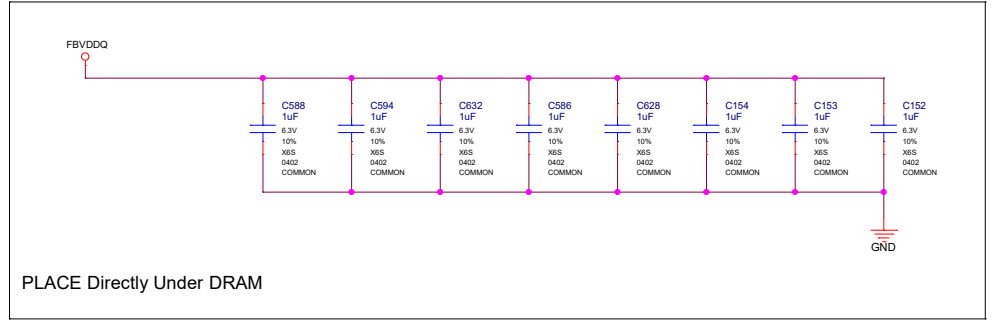 FBVDDQ
C588
1uF
6.3V
10%
X6S
0402
COMMON
C594
1uF
6.3V
10%
X6S
0402
COMMON
C632
1uF
6.3V
10%
X6S
0402
COMMON
C586
1uF
6.3V
10%
X6S
0402
COMMON
C628
1uF
6.3V
10%
X6S
0402
COMMON
C154
1uF
6.3V
10%
X6S
0402
COMMON
C153
1uF
6.3V
10%
X6S
0402
COMMON
C152
1uF
6.3V
10%
X6S
0402
COMMON
GND
PLACE Directly Under DRAM